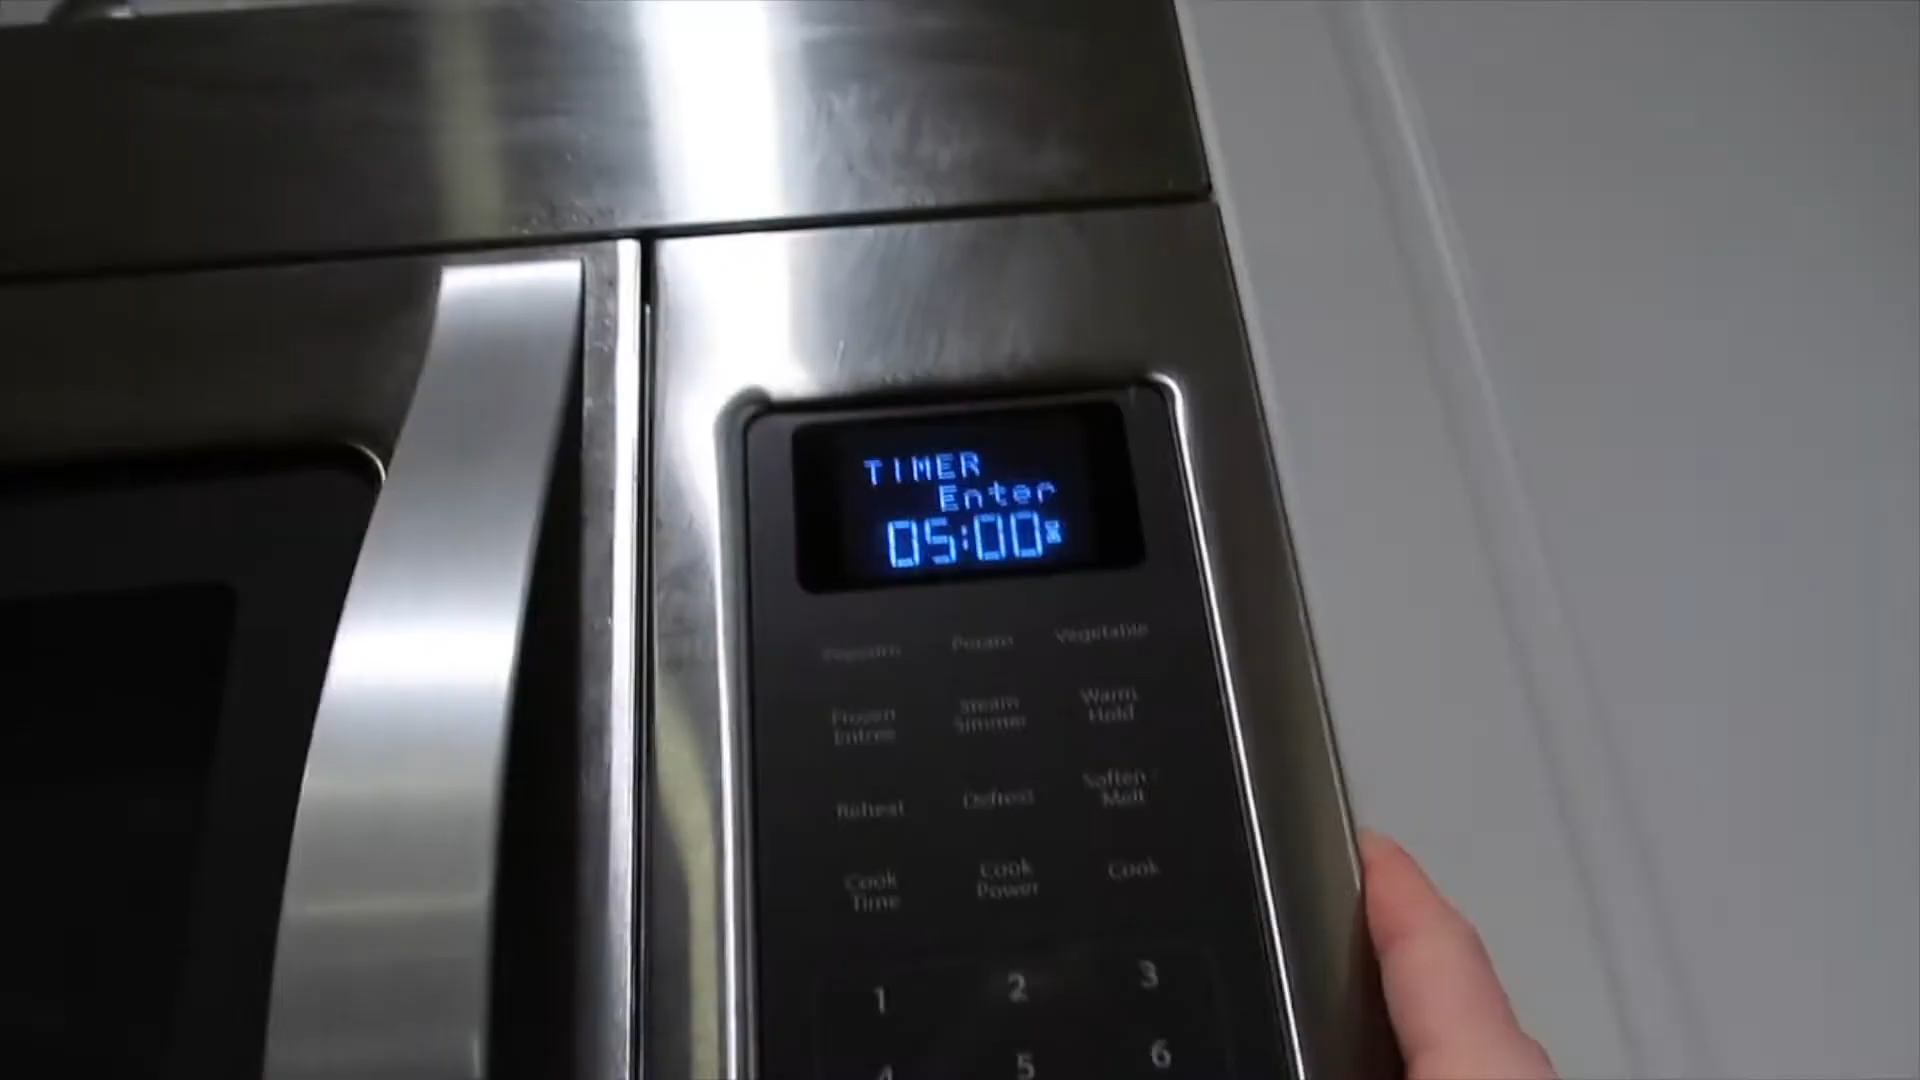 TIMER
Enter
05:00
Popcorn Potato Vegetable
Frozen Steam Warm
Entree Simmer Hold
Reheat Defrost Soften
Melt
Cook Cook Cook
Time Power
1 2 3
4 5 6